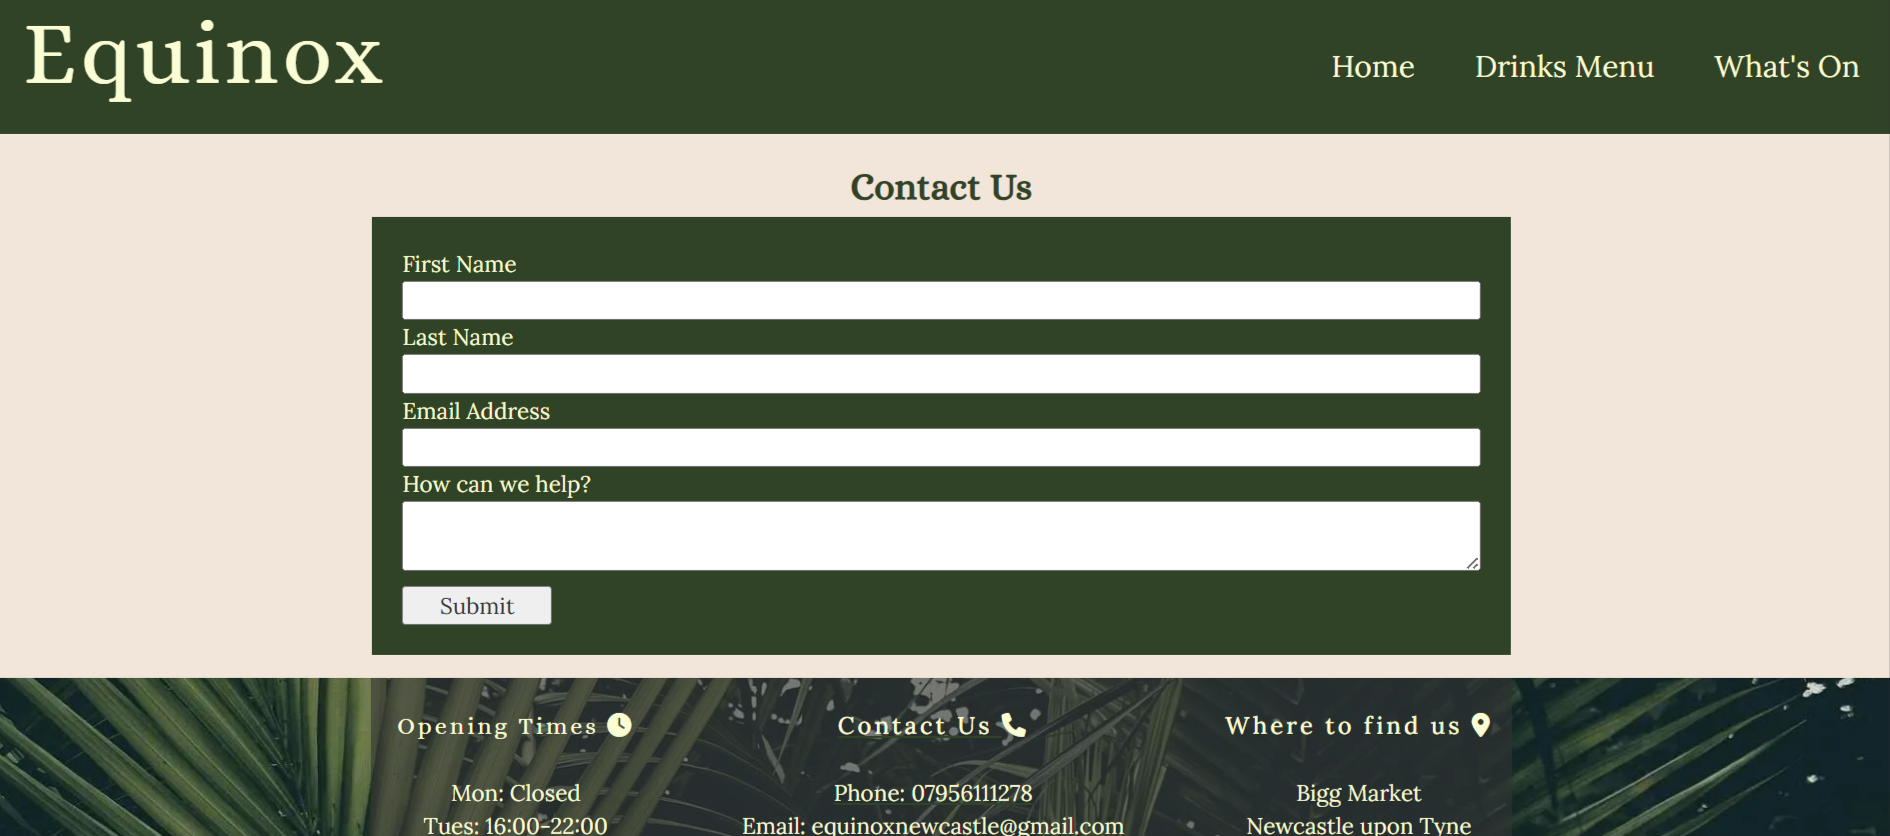 Equinox
Home Drinks Menu What's On
Contact Us
First Name
Last Name
Email Address
How can we help?
Submit
Opening Times Contact Us Where to find us
Mon: Closed Phone: 07956111278 Bigg Market
Tues: 16:00-22:00 Email: equinoxnewcastle@gmail.com Newcastle upon Tyne